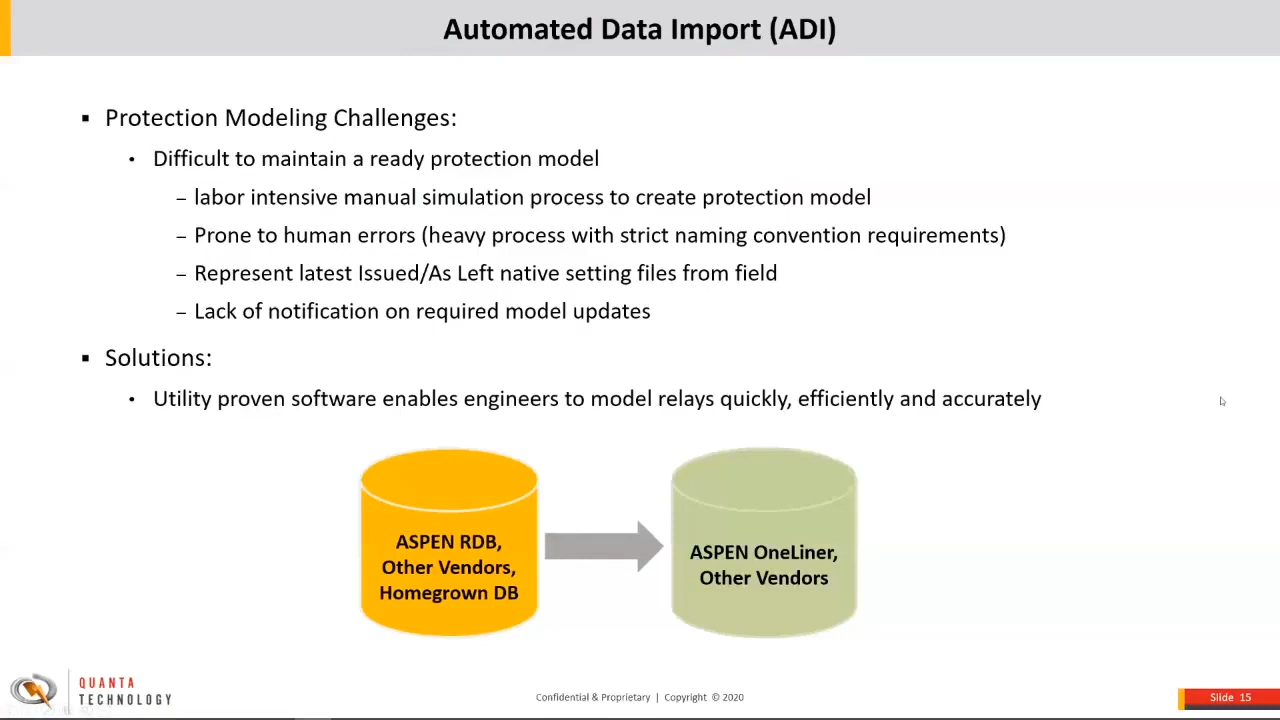 Automated Data Import (ADI)
▪ Protection Modeling Challenges:
• Difficult to maintain a ready protection model
– labor intensive manual simulation process to create protection model
– Prone to human errors (heavy process with strict naming convention requirements)
– Represent latest Issued/As Left native setting files from field
– Lack of notification on required model updates
▪ Solutions:
• Utility proven software enables engineers to model relays quickly, efficiently and accurately
ASPEN RDB,
Other Vendors,
Homegrown DB
ASPEN OneLiner,
Other Vendors
QUANTA
TECHNOLOGY
Confidential & Proprietary | Copyright © 2020
Slide 15